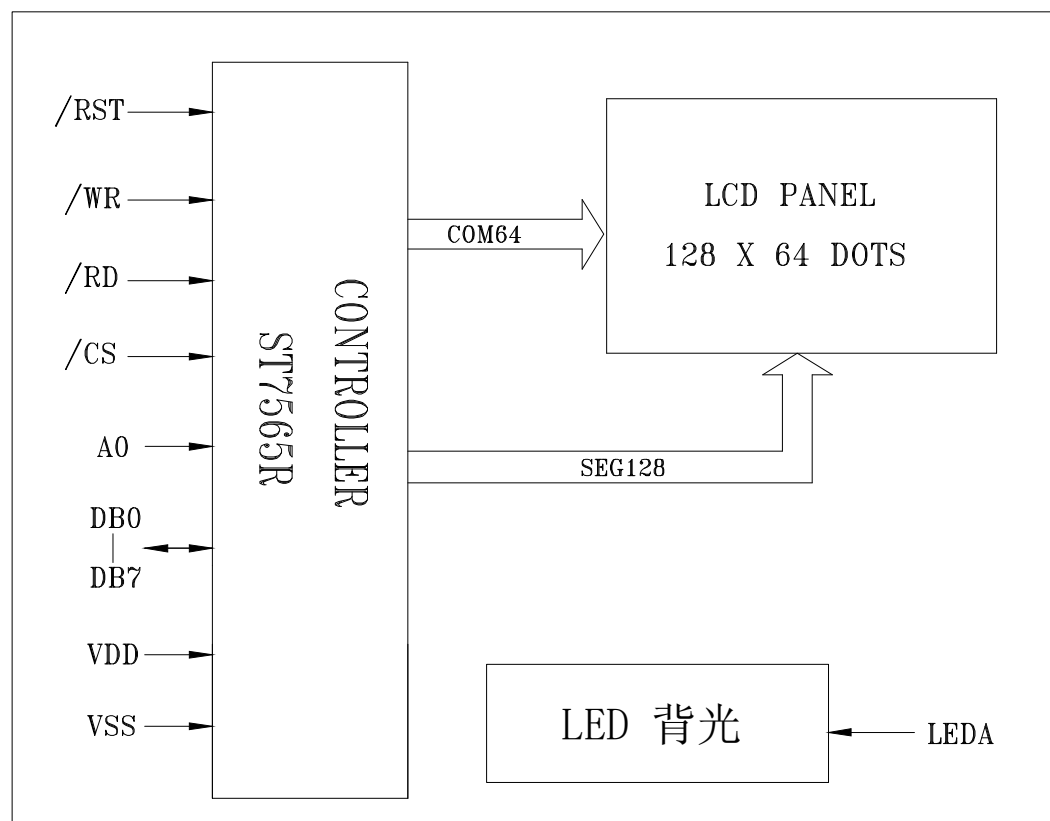 /RST
/WR
/RD
/CS
A0
DB0
DB7
VDD
VSS
CONTROLLER
ST7565R
COM64
SEG128
LCD PANEL
128 X 64 DOTS
LED 背光
LEDA